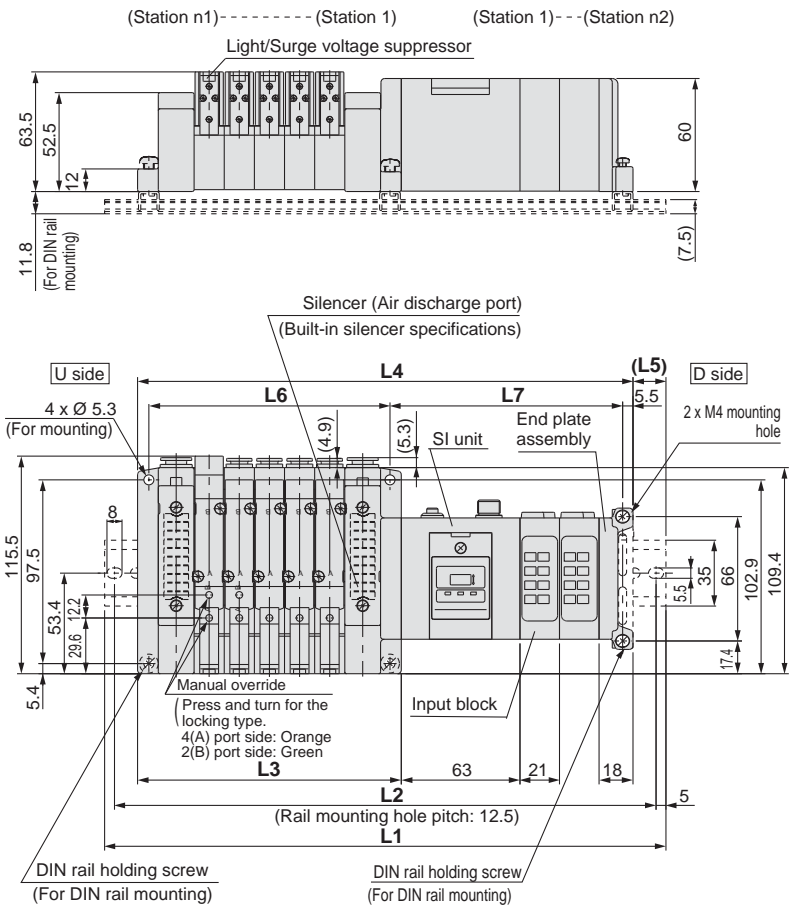 (Station n1)---------(Station 1)
(Station 1)---(Station n2)
Light/Surge voltage suppressor
63.5
52.5
12
60
11.8
(For DIN rail
mounting)
(7.5)
Silencer (Air discharge port)
(Built-in silencer specifications)
U side
L4
(L5)
D side
L6
L7
5.5
4 x Ø 5.3
(For mounting)
(4.9)
(5.3)
SI unit
End plate
assembly
2 x M4 mounting
hole
8
115.5
97.5
53.4
12.2
29.6
5.4
5.5
35
66
102.9
109.4
17.4
Manual override
(Press and turn for the
locking type.
4(A) port side: Orange
2(B) port side: Green
Input block
L3
63
21
18
L2
5
(Rail mounting hole pitch: 12.5)
L1
DIN rail holding screw
(For DIN rail mounting)
DIN rail holding screw
(For DIN rail mounting)